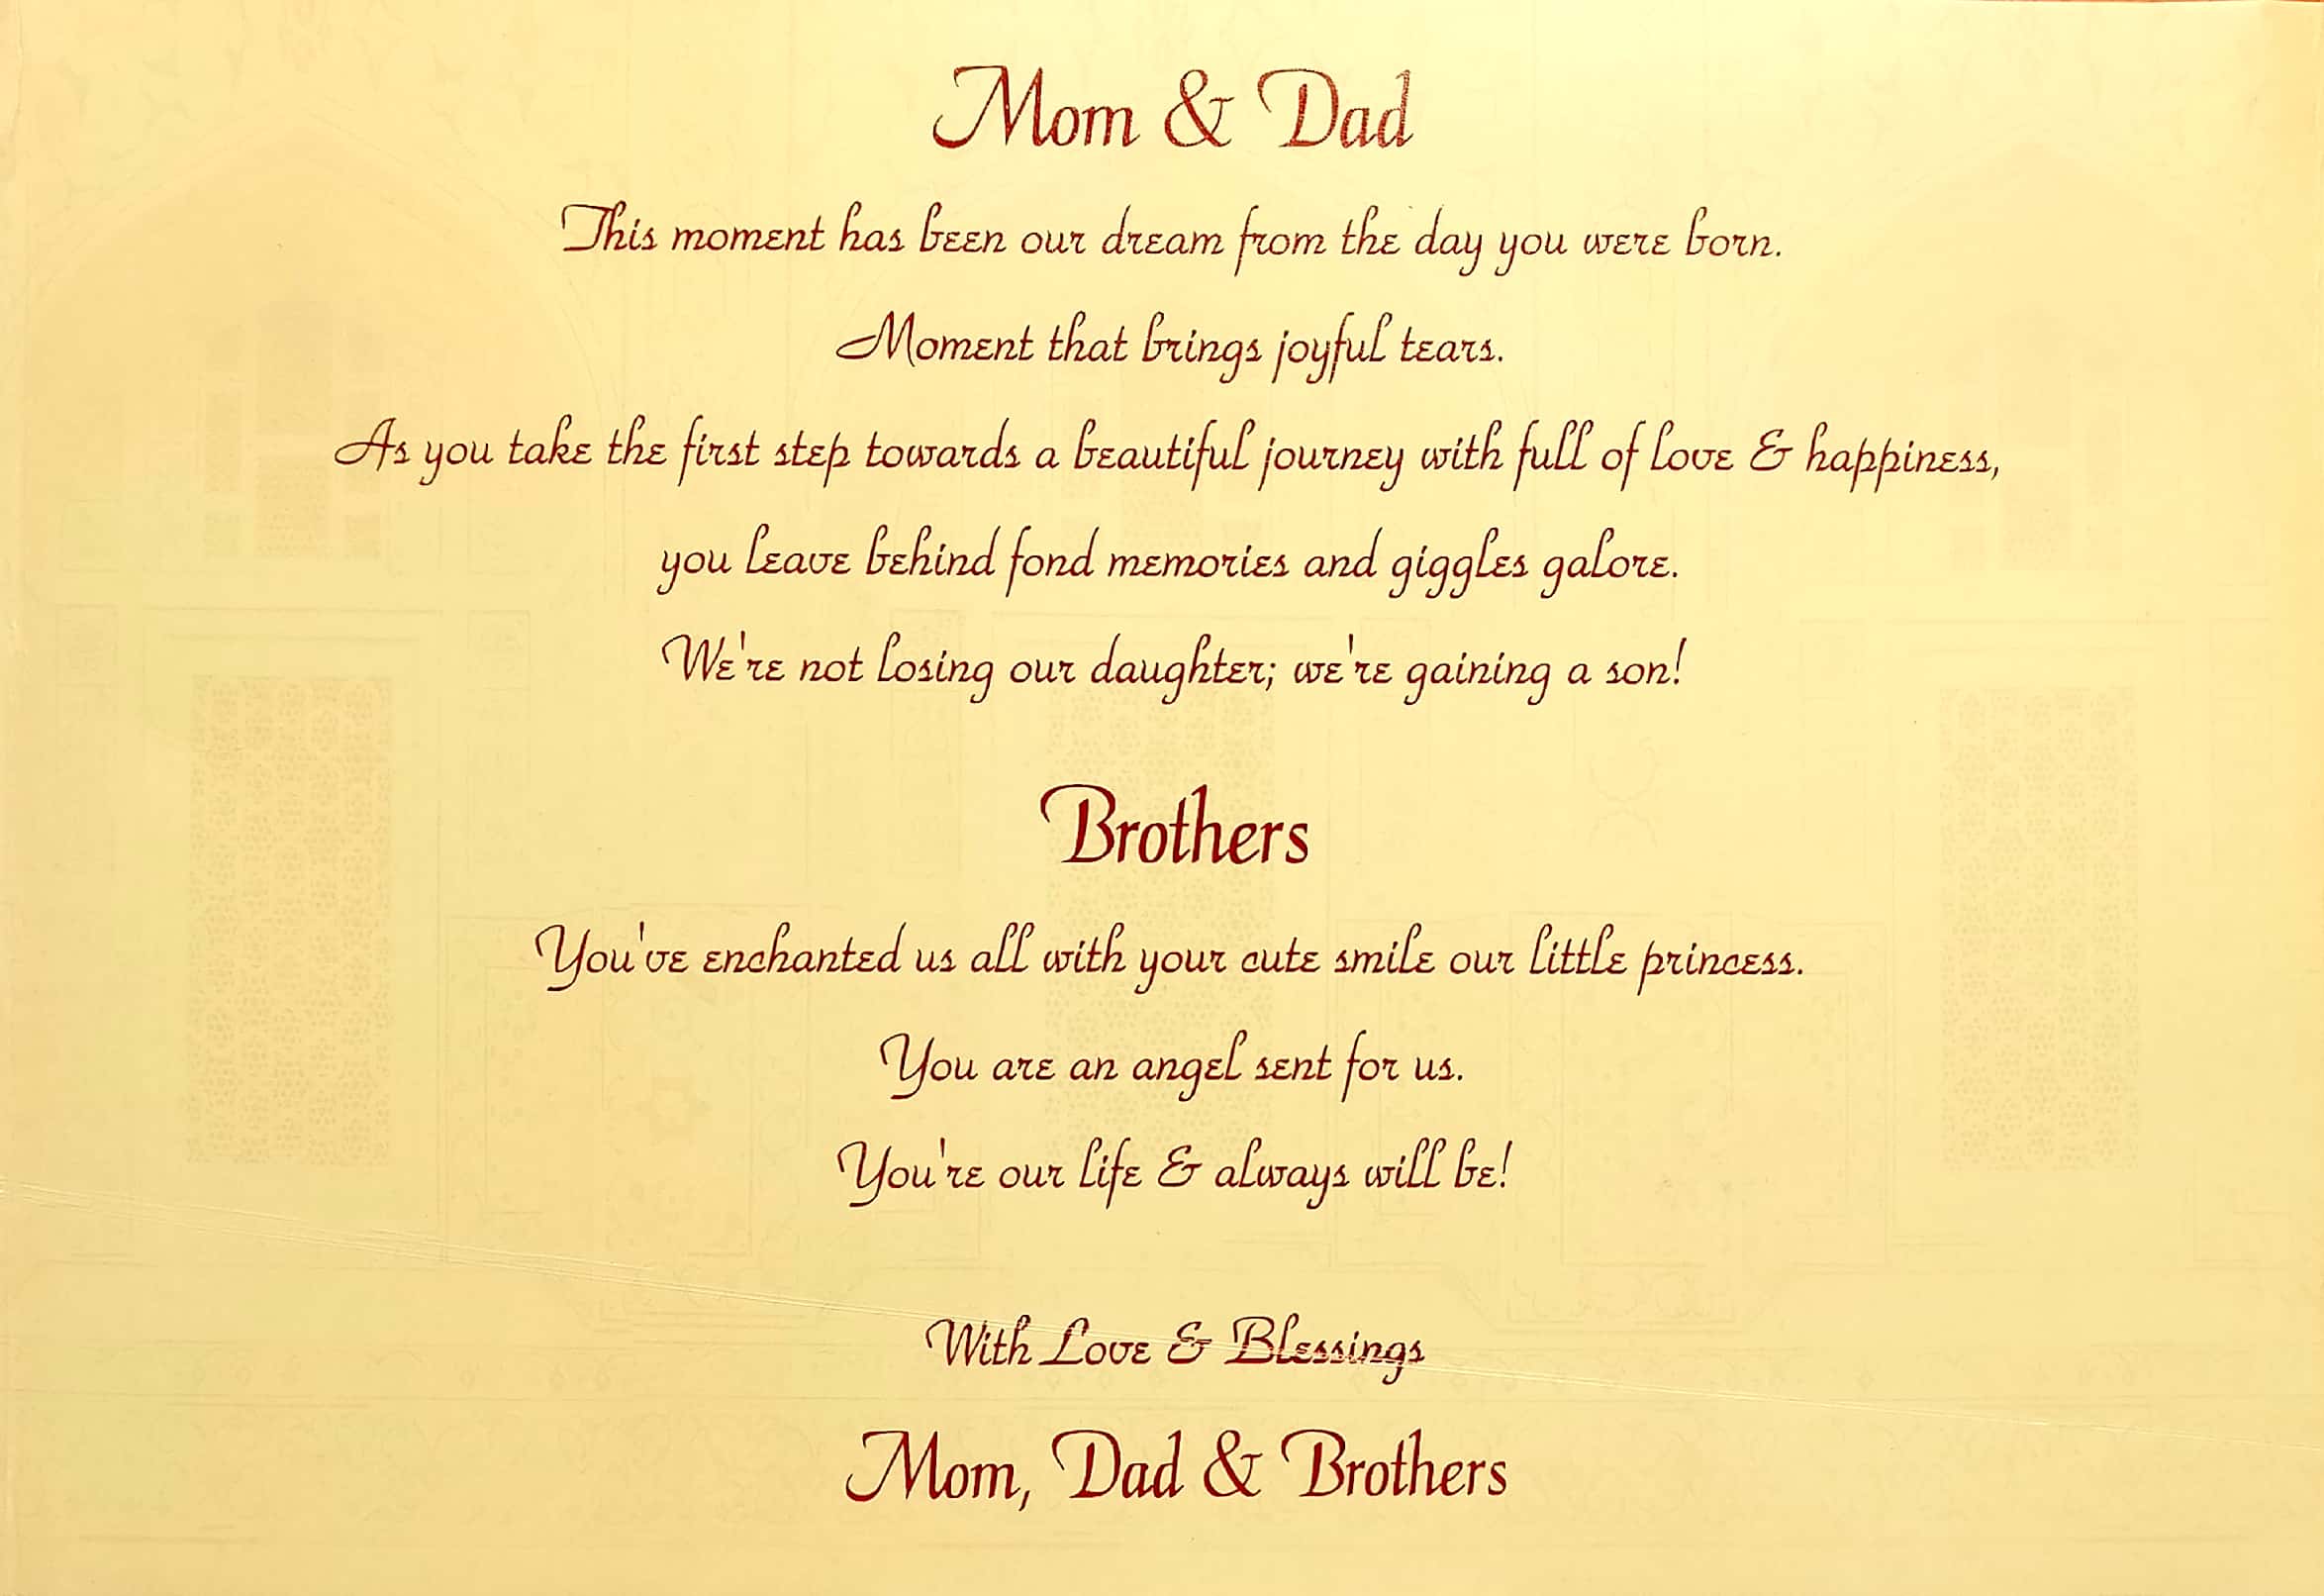 Mom & Dad
This moment has been our dream from the day you were born.
Moment that brings joyful tears.
As you take the first step towards a beautiful journey with full of love & happiness,
you leave behind fond memories and giggles galore.
We're not losing our daughter; we're gaining a son!
Brothers
You've enchanted us all with your cute smile our little princess.
You are an angel sent for us.
You're our life & always will be!
With Love & Blessings
Mom, Dad & Brothers